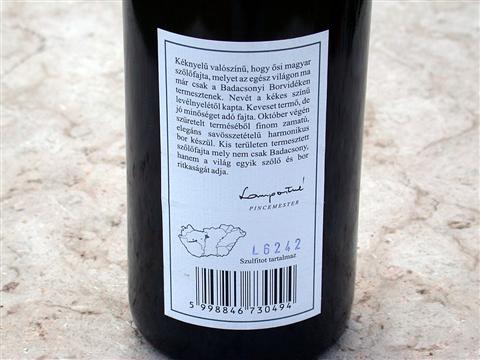 Kéknyelű valószínű, hogy ősi magyar
szőlőfajta, melyet az egész világon ma
már csak a Badacsonyi Borvidéken
termesztenek. Nevét a kékes színű
levélnyelétől kapta. Keveset termő, de
jó minőséget adó fajta. Október végén
szüretelt terméséből finom zamatú,
elegáns savösszetételű harmonikus
bor készül. Kis területen termesztett
szőlőfajta mely nem csak Badacsony,
hanem a világ egyik szőlő és bor
ritkaságát adja.
PINCEMESTER
L6242
Szulfitot tartalmaz
5 998846 730494